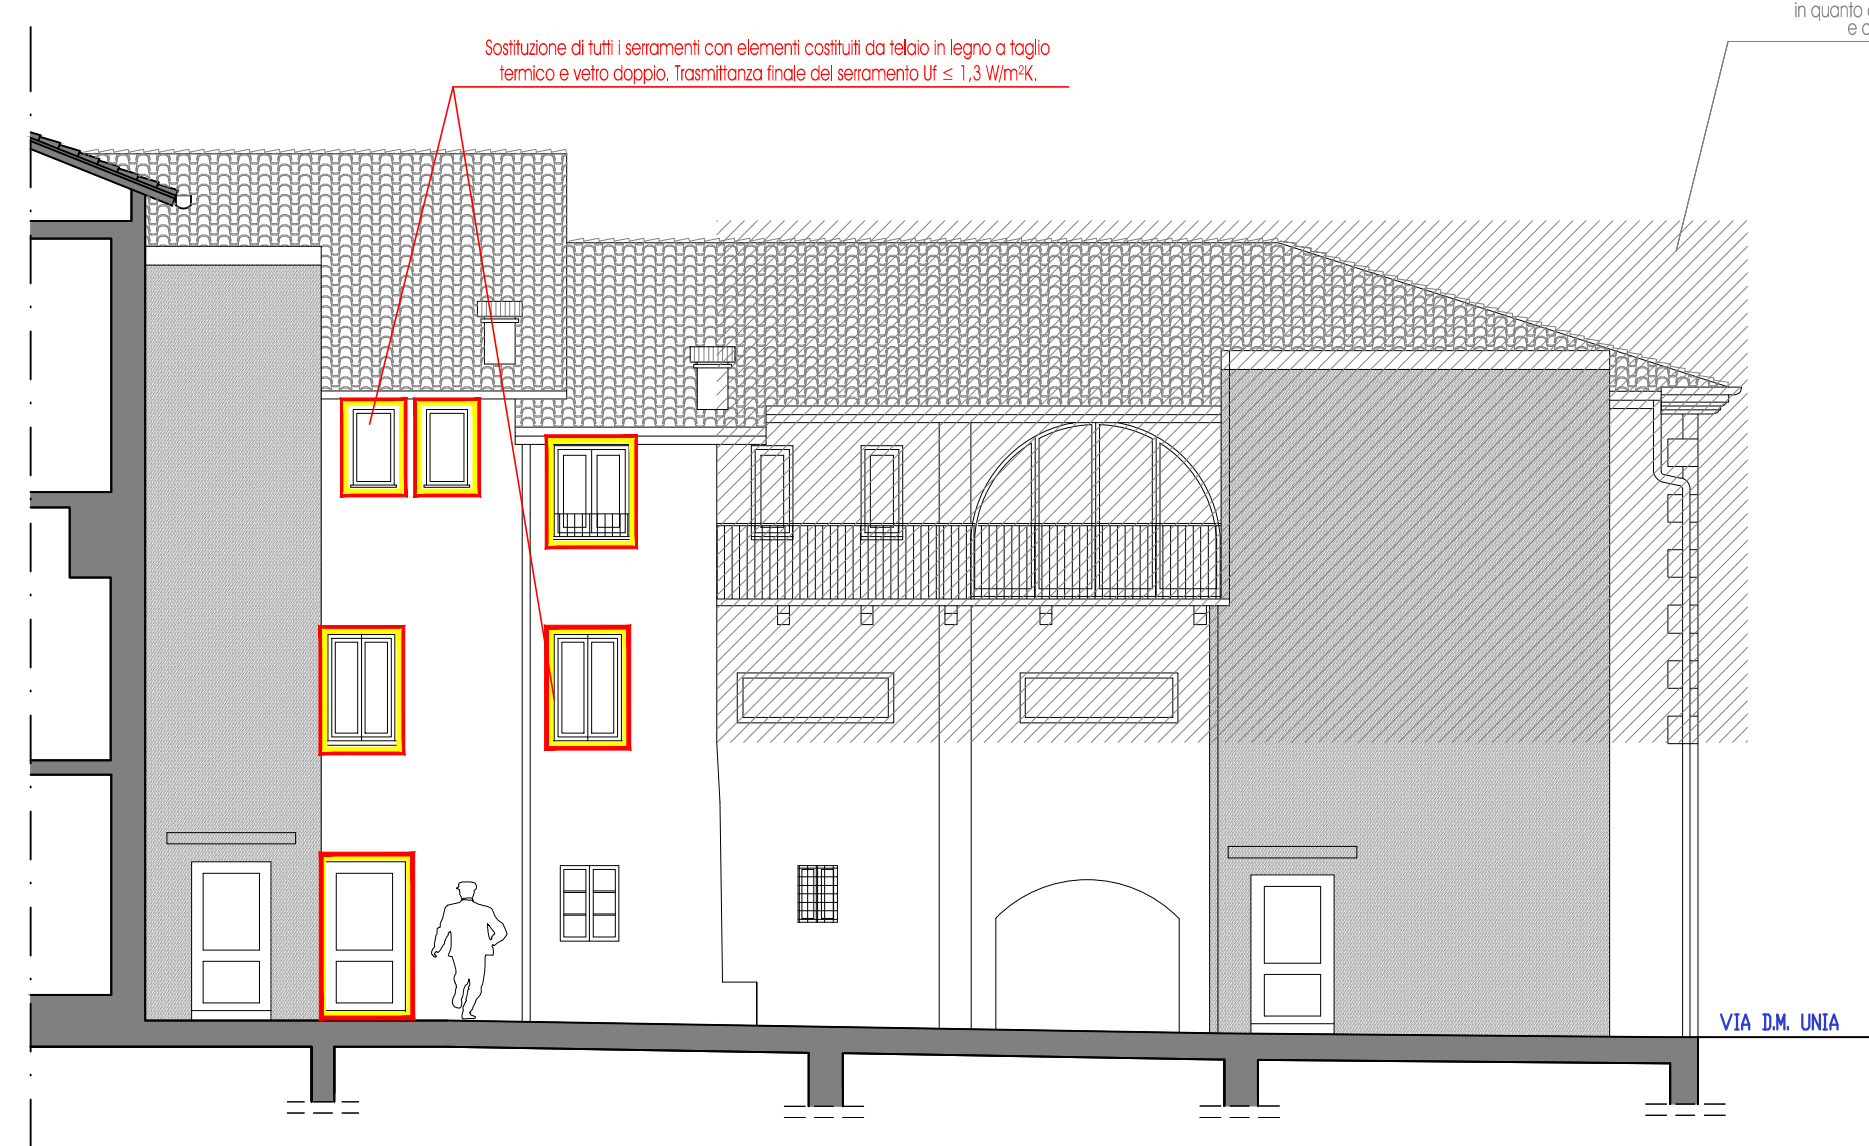 in quanto
e
Sostituzione di tutti i serramenti con elementi costituiti da telaio in legno a taglio
termico e vetro doppio. Trasmittanza finale del serramento Uf ≤ 1,3 W/m²K.
VIA D.M. UNIA